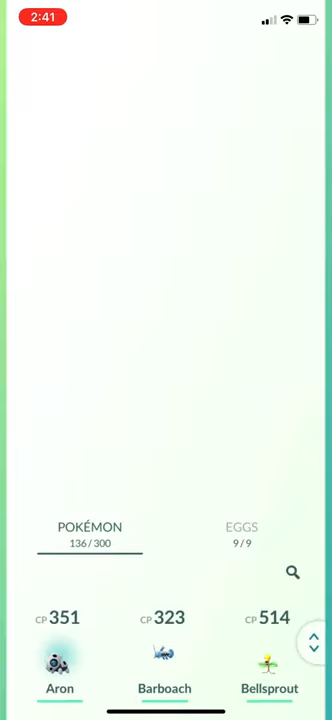 2:41
POKÉMON EGGS
136 / 300 9 / 9
CP 351 CP 323 CP 514
Aron Barboach Bellsprout